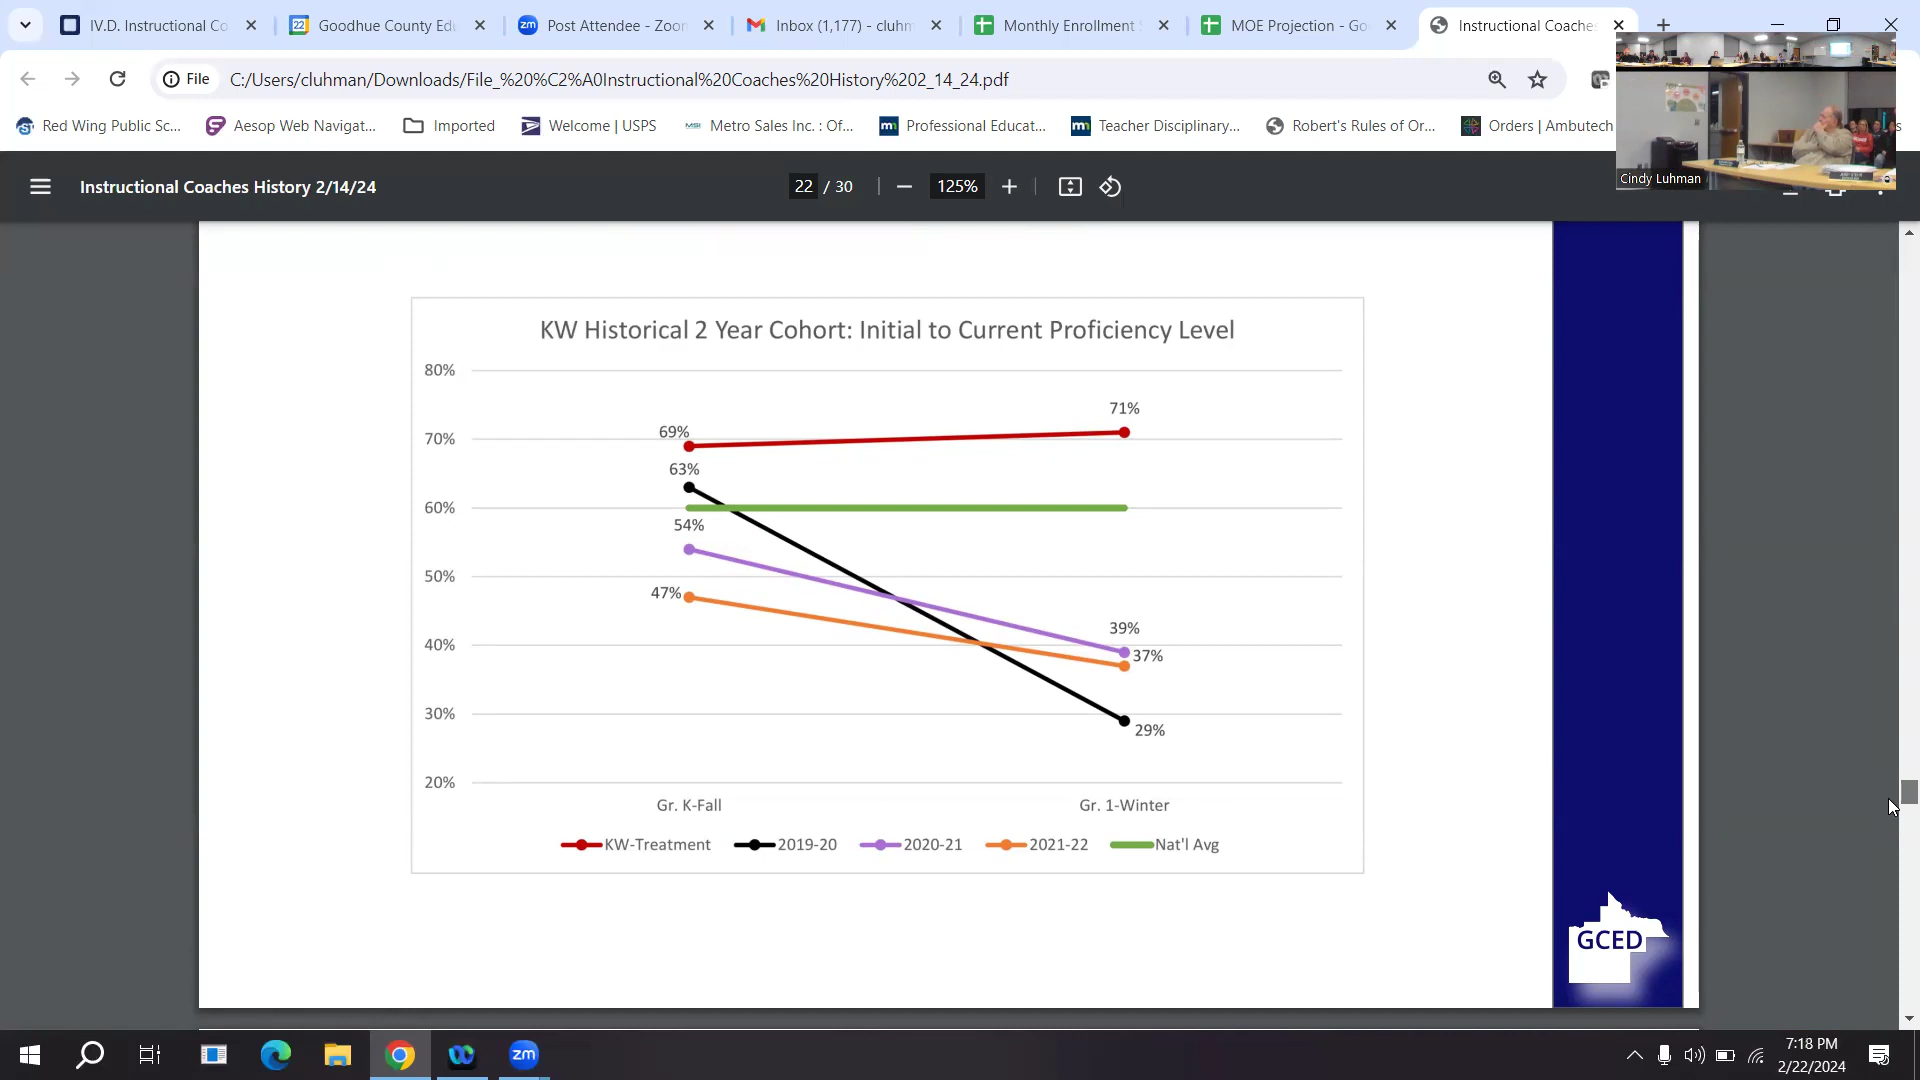 IV.D. Instructional Co
Goodhue County Edu
Post Attendee - Zoom
Inbox (1,177) - cluhm
Monthly Enrollment
MOE Projection - Go
Instructional Coaches
File
C:/Users/cluhman/Downloads/File_%20%C2%A0Instructional%20Coaches%20History%202_14_24.pdf
Red Wing Public Sc...
Aesop Web Navigat...
Imported
Welcome | USPS
Metro Sales Inc. : Of...
Professional Educat...
Teacher Disciplinary...
Robert's Rules of Or...
Orders | Ambutech
Cindy Luhman
Instructional Coaches History 2/14/24
22 / 30
125%
KW Historical 2 Year Cohort: Initial to Current Proficiency Level
80%
71%
70%
69%
63%
60%
54%
50%
47%
39%
40%
37%
30%
29%
20%
Gr. K-Fall
Gr. 1-Winter
KW-Treatment
2019-20
2020-21
2021-22
Nat'l Avg
GCED
7:18 PM
2/22/2024